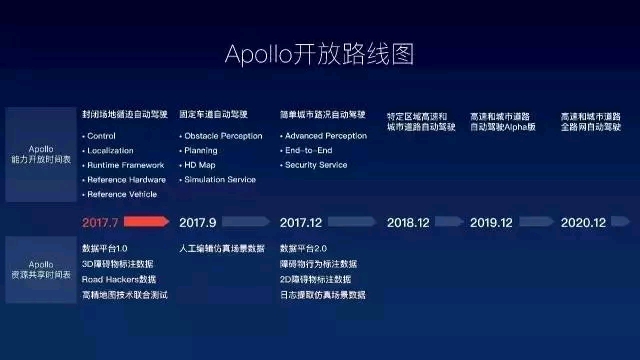 Apollo开放路线图
Apollo
能力开放时间表
封闭场地循迹自动驾驶
• Control
• Localization
• Runtime Framework
• Reference Hardware
• Reference Vehicle
固定车道自动驾驶
• Obstacle Perception
• Planning
• HD Map
• Simulation Service
简单城市路况自动驾驶
• Advanced Perception
• End-to-End
• Security Service
特定区域高速和
城市道路自动驾驶
高速和城市道路
自动驾驶Alpha版
高速和城市道路
全路网自动驾驶
2017.7
2017.9
2017.12
2018.12
2019.12
2020.12
Apollo
资源共享时间表
数据平台1.0
3D障碍物标注数据
Road Hackers数据
高精地图技术联合测试
人工编辑仿真场景数据
数据平台2.0
障碍物行为标注数据
2D障碍物标注数据
日志提取仿真场景数据